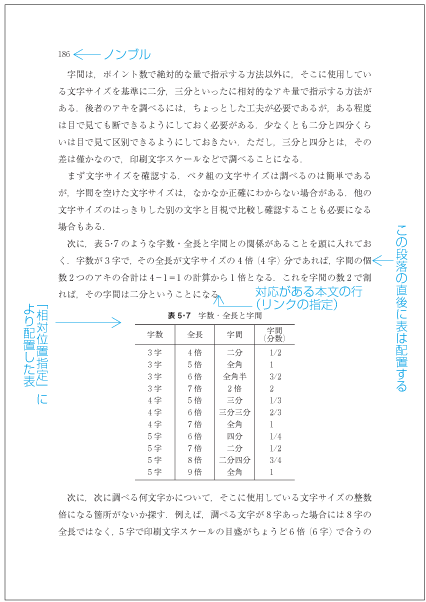 186 ノンブル
字間は，ポイント数で絶対的な量で指示する方法以外に，そこに使用してい
る文字サイズを基準に二分，三分といったに相対的なアキ量で指示する方法が
ある．後者のアキを調べるには，ちょっとした工夫が必要であるが，ある程度
は目で見ても断できるようにしておく必要がある．少なくとも二分と四分くら
いは目で見て区別できるようにしておきたい．ただし，三分と四分とは，その
差は僅かなので，印刷文字スケールなどで調べることになる．
まず文字サイズを確認する．ベタ組の文字サイズは調べるのは簡単である
が，字間を空けた文字サイズは，なかなか正確にわからない場合がある．他の
文字サイズのはっきりした別の文字と目視で比較し確認することも必要になる
場合もある．
次に，表5・7のような字数・全長と字間との関係があることを頭に入れてお
く．字数が3字で，その全長が文字サイズの4倍（4字）分であれば，字間の個
数2つのアキの合計は4−1＝1の計算から1倍となる．これを字間の数2で割
れば，その字間は二分ということになる．
対応がある本文の行
（リンクの指定）
この段落の直後に表は配置する
「相対位置指定」に
より配置した表
表5・7 字数・全長と字間
字数 全長 字間 字間（分数）
3字 4倍 二分 1/2
3字 5倍 全角 1
3字 6倍 全角半 3/2
3字 7倍 2倍 2
4字 5倍 三分 1/3
4字 6倍 三分三分 2/3
4字 7倍 全角 1
5字 6倍 四分 1/4
5字 7倍 二分 1/2
5字 8倍 二分四分 3/4
5字 9倍 全角 1
次に，次に調べる何文字かについて，そこに使用している文字サイズの整数
倍になる箇所がないか探す．例えば，調べる文字が8字あった場合には8字の
全長ではなく，5字で印刷文字スケールの目盛がちょうど6倍（6字）で合うの